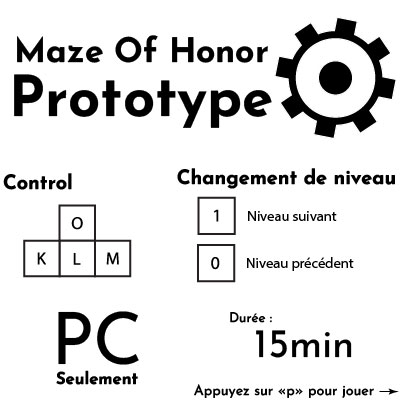 Maze Of Honor
Prototype
Control
O
K L M
Changement de niveau
1 Niveau suivant
0 Niveau précédent
PC
Seulement
Durée :
15min
Appuyez sur «p» pour jouer →